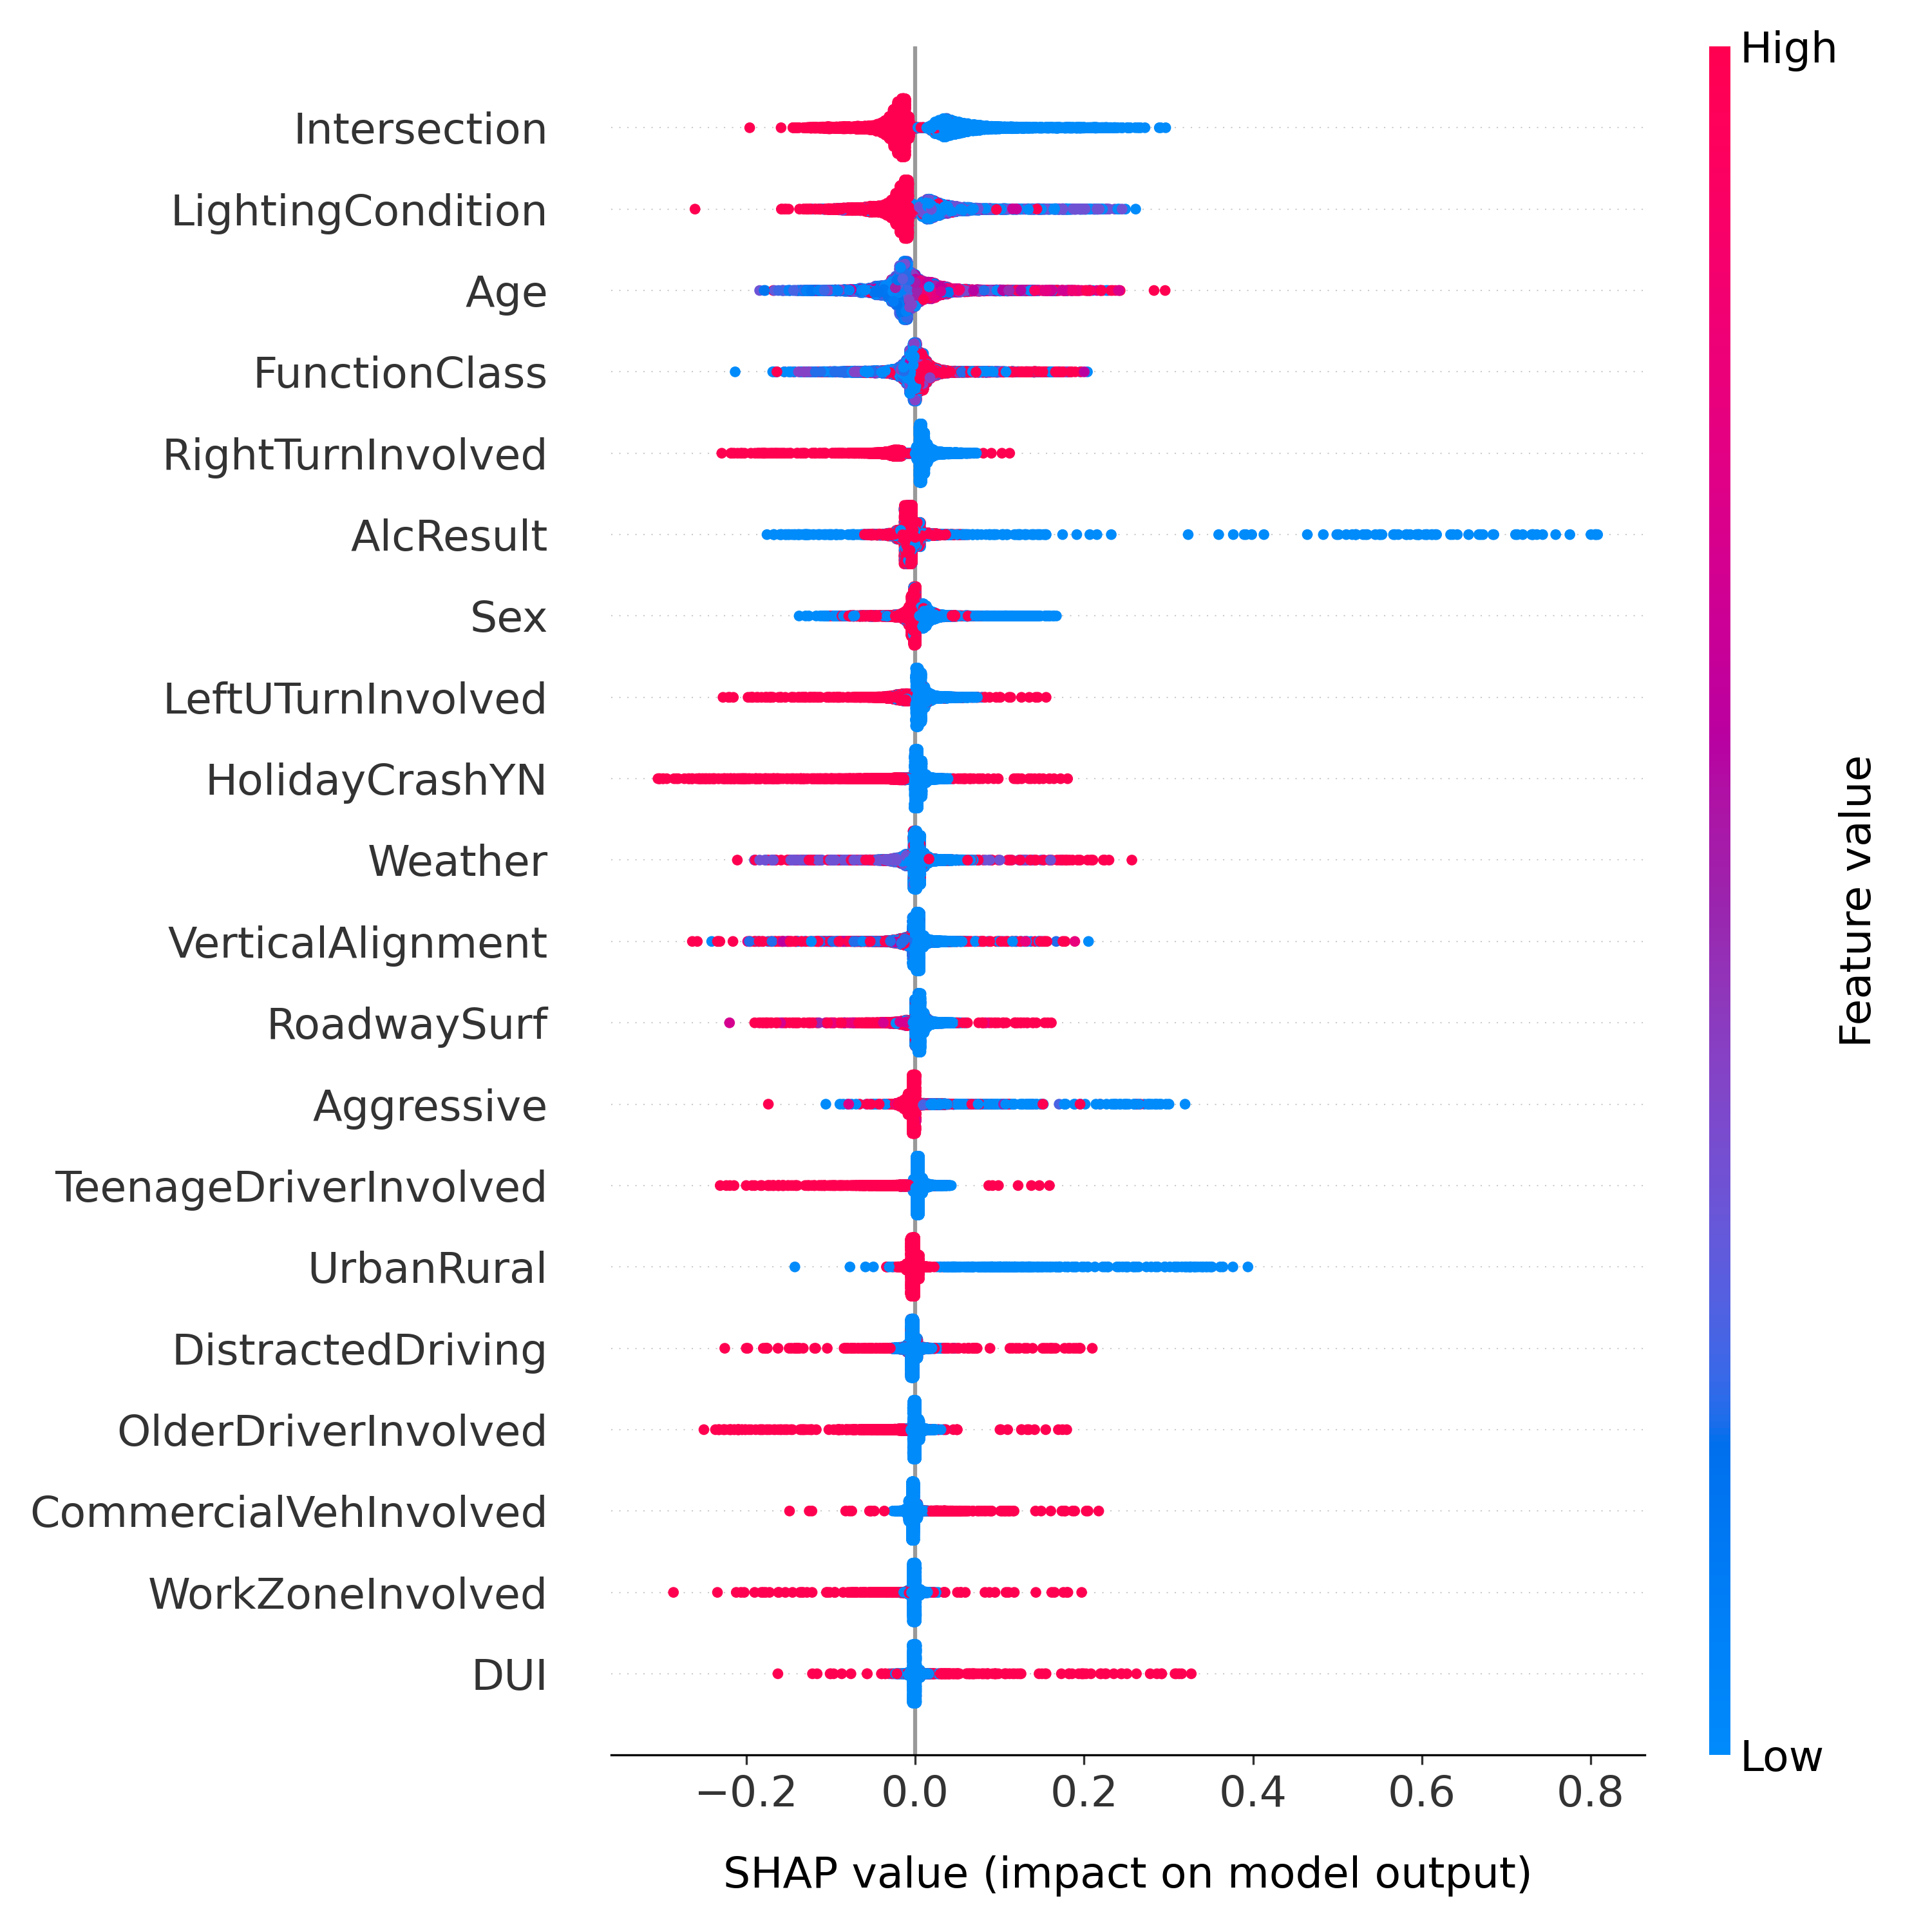 High
Intersection
LightingCondition
Age
FunctionClass
RightTurnInvolved
AlcResult
Sex
LeftUTurnInvolved
HolidayCrashYN
Weather
VerticalAlignment
RoadwaySurf
Aggressive
TeenageDriverInvolved
UrbanRural
DistractedDriving
OlderDriverInvolved
CommercialVehInvolved
WorkZoneInvolved
DUI
Feature value
Low
−0.2 0.0 0.2 0.4 0.6 0.8
SHAP value (impact on model output)